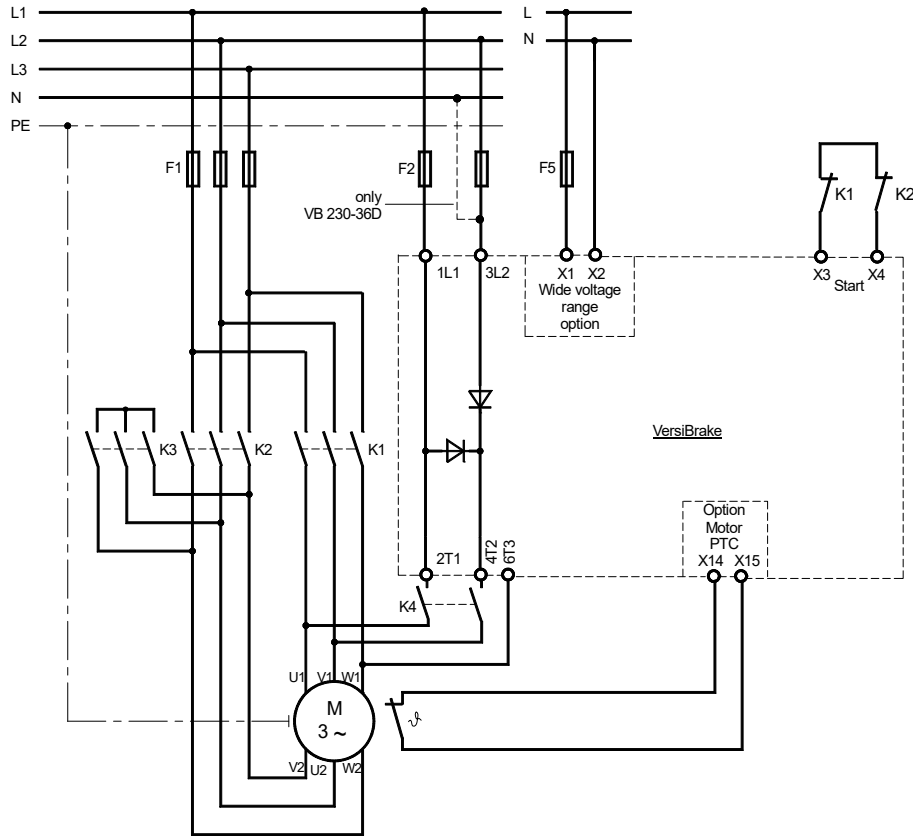 L1
L2
L3
N
PE
L
N
F1
F2
F5
only
VB 230-36D
K1
K2
1L1
3L2
X1
X2
X3
X4
Wide voltage
range
option
Start
VersiBrake
K3
K2
K1
Option
Motor
PTC
2T1
4T2
6T3
X14
X15
K4
U1
V1
W1
M
3 ~
ϑ
V2
U2
W2